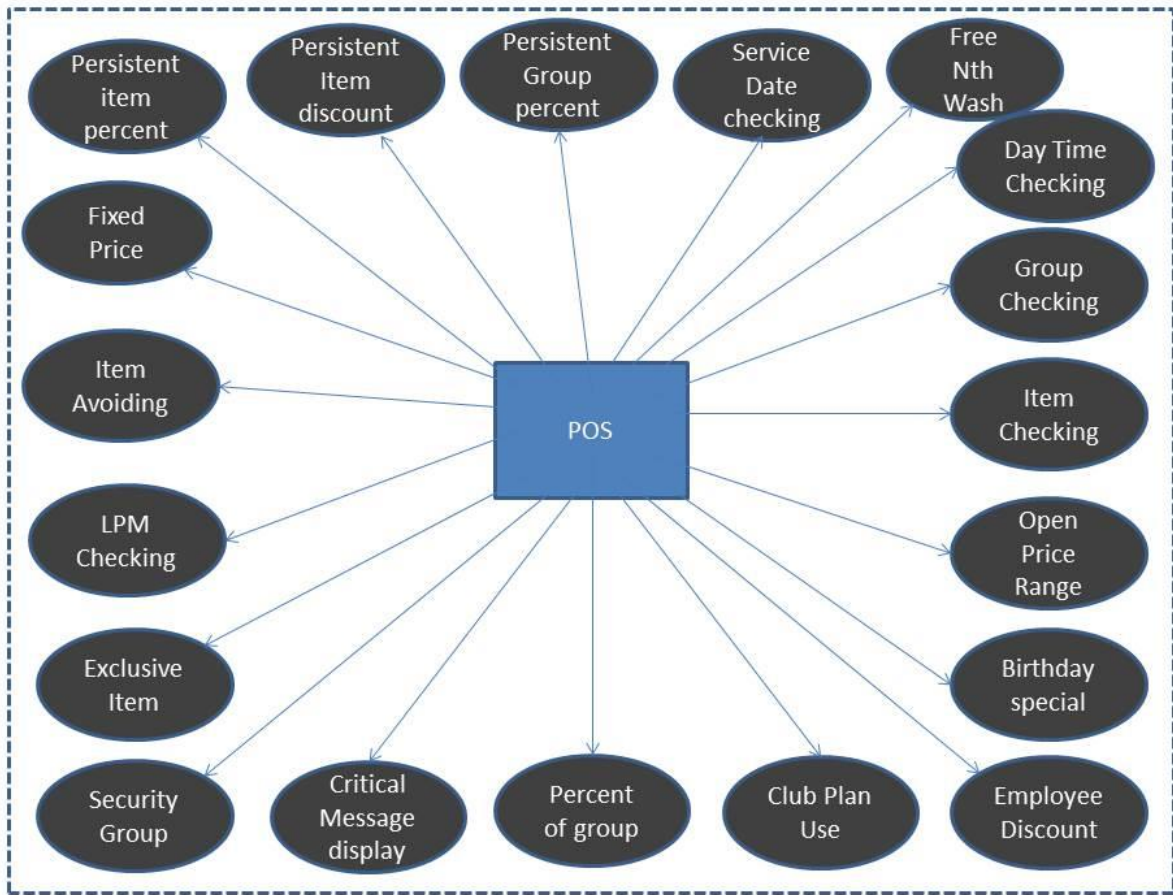 Persistent
item
percent
Persistent
Item
discount
Persistent
Group
percent
Service
Date
checking
Free
Nth
Wash
Day Time
Checking
Fixed
Price
Group
Checking
Item
Avoiding
POS
Item
Checking
LPM
Checking
Open
Price
Range
Exclusive
Item
Birthday
special
Security
Group
Critical
Message
display
Percent
of group
Club Plan
Use
Employee
Discount